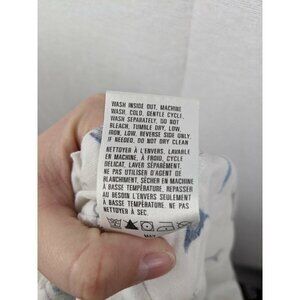 WASH INSIDE OUT, MACHINE
WASH, COLD, GENTLE CYCLE,
WASH SEPARATELY, DO NOT
BLEACH, TUMBLE DRY, LOW,
IRON, LOW, REVERSE SIDE ONLY,
IF NEEDED, DO NOT DRY CLEAN
NETTOYER À L'ENVERS, LAVABLE
EN MACHINE, À FROID, CYCLE
DELICAT, LAVER SÉPARÉMENT,
NE PAS UTILISER D'AGENT DE
BLANCHIMENT, SÉCHER EN MACHINE
À BASSE TEMPÉRATURE, REPASSER
AU BESOIN L'ENVERS SEULEMENT
À BASSE TEMPÉRATURE, NE PAS
NETTOYER À SEC.